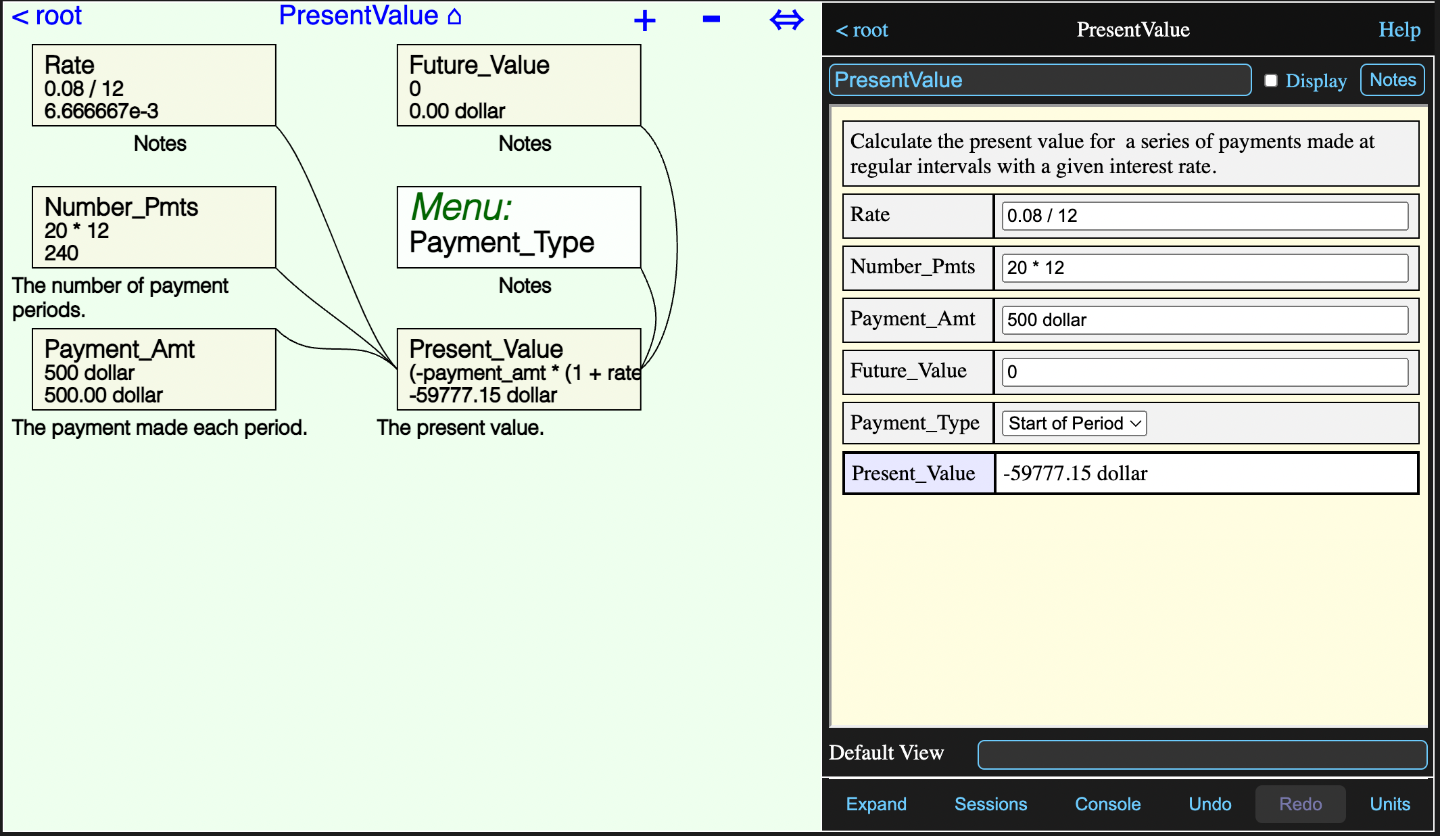 < root
PresentValue ⌂
+
-
⇔
Rate
0.08 / 12
6.666667e-3
Notes
Future_Value
0
0.00 dollar
Notes
Number_Pmts
20 * 12
240
The number of payment
periods.
Menu:
Payment_Type
Notes
Payment_Amt
500 dollar
500.00 dollar
The payment made each period.
Present_Value
(-payment_amt * (1 + rate
-59777.15 dollar
The present value.
< root
PresentValue
Help
PresentValue
Display
Notes
Calculate the present value for  a series of payments made at
regular intervals with a given interest rate.
Rate
0.08 / 12
Number_Pmts
20 * 12
Payment_Amt
500 dollar
Future_Value
0
Payment_Type
Start of Period
Present_Value
-59777.15 dollar
Default View
Expand
Sessions
Console
Undo
Redo
Units